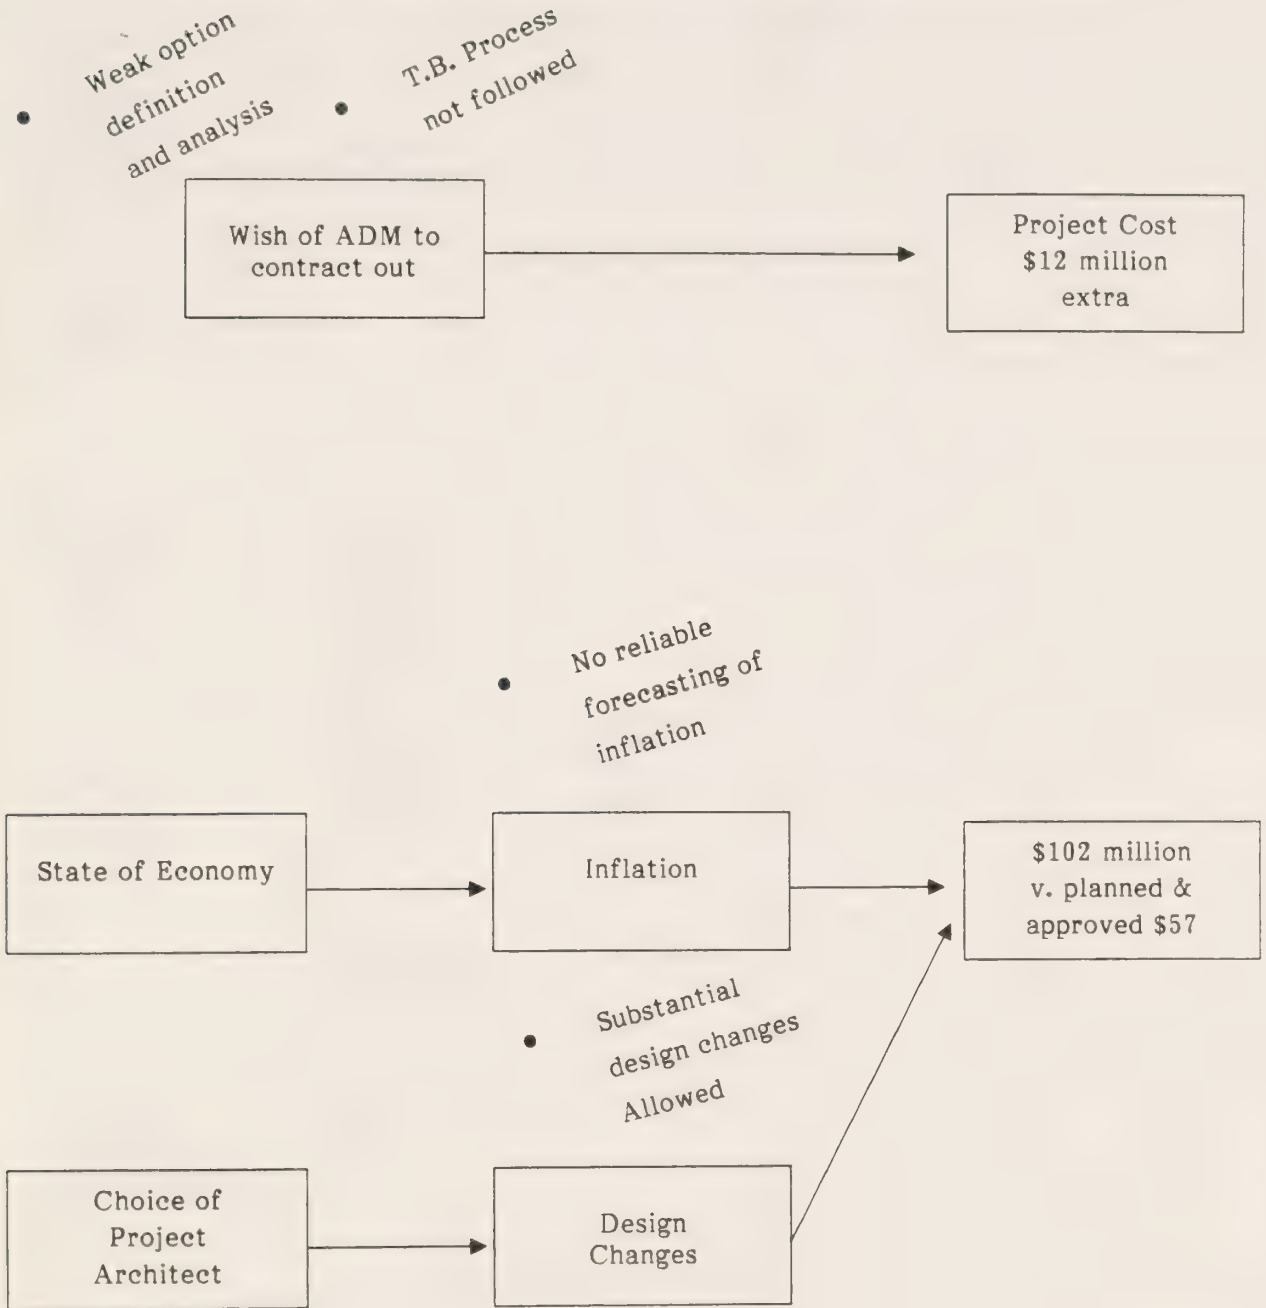 Weak option
definition
and analysis
T.B. Process
not followed
Wish of ADM to
contract out
Project Cost
$12 million
extra
No reliable
forecasting of
inflation
State of Economy
Inflation
$102 million
v. planned &
approved $57
Substantial
design changes
Allowed
Choice of
Project
Architect
Design
Changes